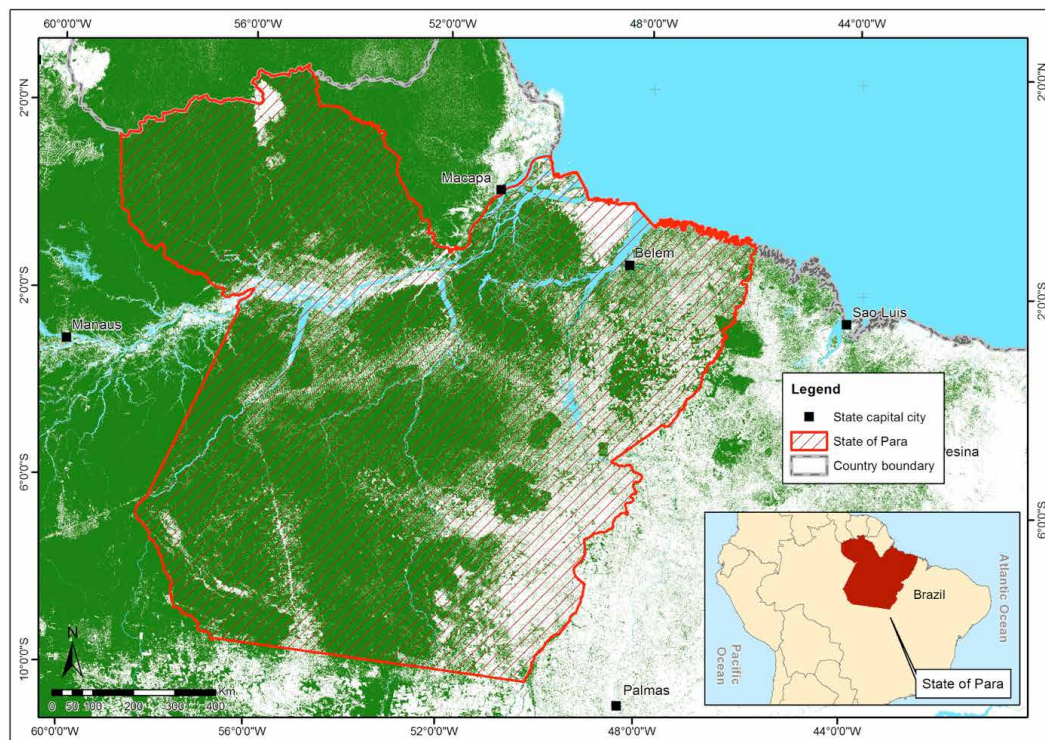 60°0'0"W 56°0'0"W 52°0'0"W 48°0'0"W 44°0'0"W
2°0'0"N
2°0'0"N
Macapá
Belem
2°0'0"S
2°0'0"S
Manaus
Sao Luis
Legend
State capital city
State of Para
Country boundary
esina
6°0'0"S
6°0'0"S
Brazil
Atlantic Ocean
Pacific
Ocean
State of Para
10°0'0"S
N
Km
0 50 100 200 300 400
Palmas
60°0'0"W 56°0'0"W 52°0'0"W 48°0'0"W 44°0'0"W